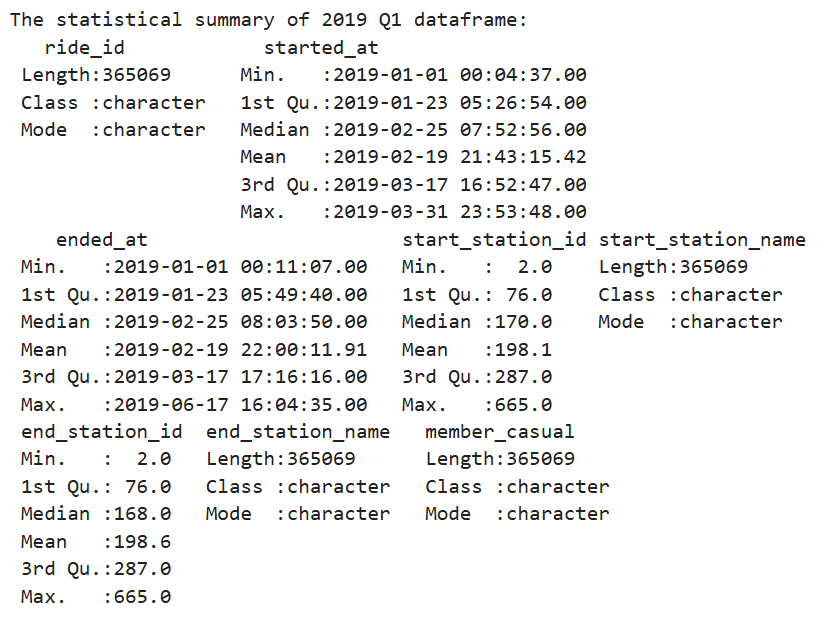 The statistical summary of 2019 Q1 dataframe:
   ride_id            started_at
 Length:365069      Min.   :2019-01-01 00:04:37.00
 Class :character   1st Qu.:2019-01-23 05:26:54.00
 Mode  :character   Median :2019-02-25 07:52:56.00
                    Mean   :2019-02-19 21:43:15.42
                    3rd Qu.:2019-03-17 16:52:47.00
                    Max.   :2019-03-31 23:53:48.00
    ended_at                      start_station_id start_station_name
 Min.   :2019-01-01 00:11:07.00   Min.   :  2.0    Length:365069
 1st Qu.:2019-01-23 05:49:40.00   1st Qu.: 76.0    Class :character
 Median :2019-02-25 08:03:50.00   Median :170.0    Mode  :character
 Mean   :2019-02-19 22:00:11.91   Mean   :198.1
 3rd Qu.:2019-03-17 17:16:16.00   3rd Qu.:287.0
 Max.   :2019-06-17 16:04:35.00   Max.   :665.0
 end_station_id  end_station_name   member_casual
 Min.   :  2.0   Length:365069      Length:365069
 1st Qu.: 76.0   Class :character   Class :character
 Median :168.0   Mode  :character   Mode  :character
 Mean   :198.6
 3rd Qu.:287.0
 Max.   :665.0